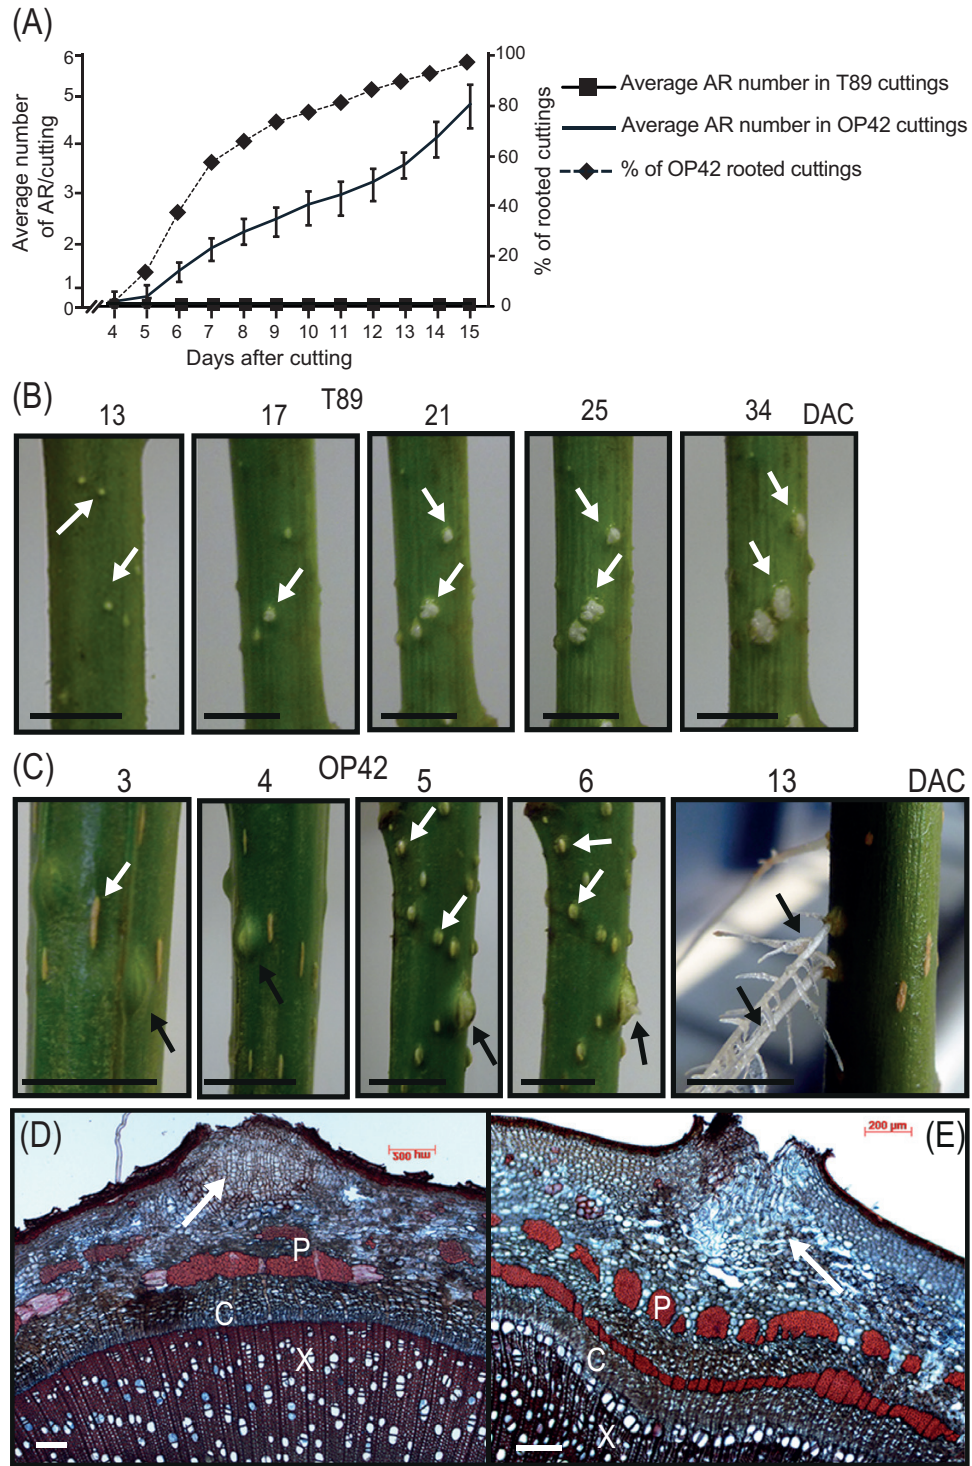 (A)
6
5
4
3
2
1
0
Average number
of AR/cutting
100
80
60
40
20
0
% of rooted cuttings
4 5 6 7 8 9 10 11 12 13 14 15
Days after cutting
Average AR number in T89 cuttings
Average AR number in OP42 cuttings
% of OP42 rooted cuttings
(B)
T89
13 17 21 25 34 DAC
(C)
OP42
3 4 5 6 13 DAC
(D)
200 µm
P
C
X
(E)
200 µm
P
C
X